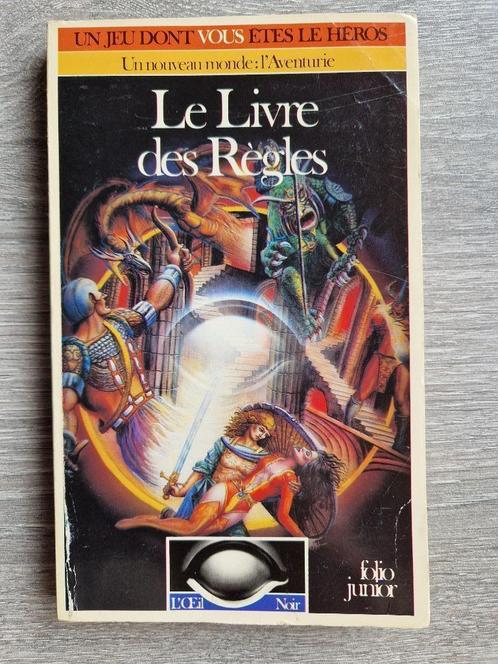 UN JEU DONT VOUS ÊTES LE HÉROS
Un nouveau monde: l'Aventurie
Le Livre
des Règles
L'Œil Noir
folio
junior